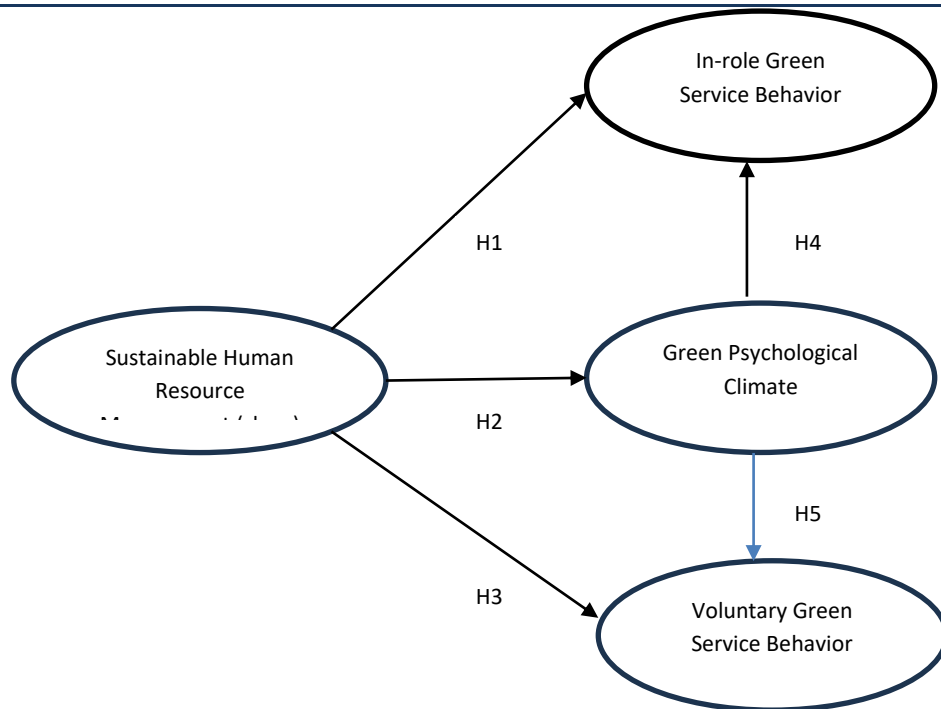 In-role Green
Service Behavior
H1
H4
Sustainable Human
Resource
Green Psychological
Climate
H2
H5
H3
Voluntary Green
Service Behavior